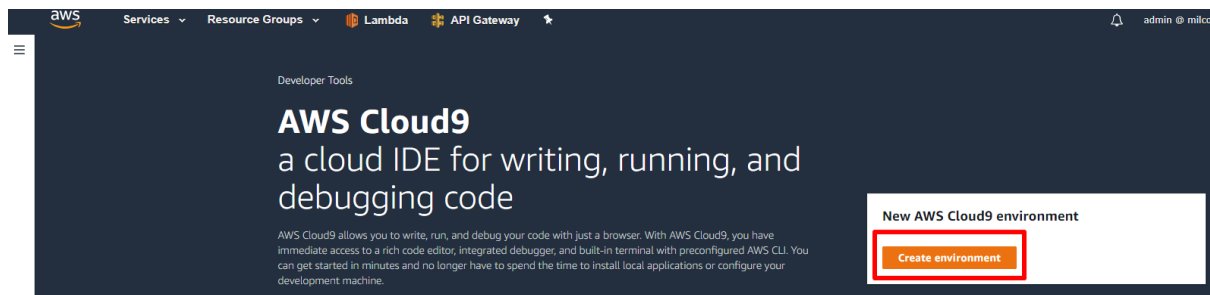 aws Services Resource Groups Lambda API Gateway admin @ milco
Developer Tools
AWS Cloud9
a cloud IDE for writing, running, and
debugging code
AWS Cloud9 allows you to write, run, and debug your code with just a browser. With AWS Cloud9, you have
immediate access to a rich code editor, integrated debugger, and built-in terminal with preconfigured AWS CLI. You
can get started in minutes and no longer have to spend the time to install local applications or configure your
development machine.
New AWS Cloud9 environment
Create environment